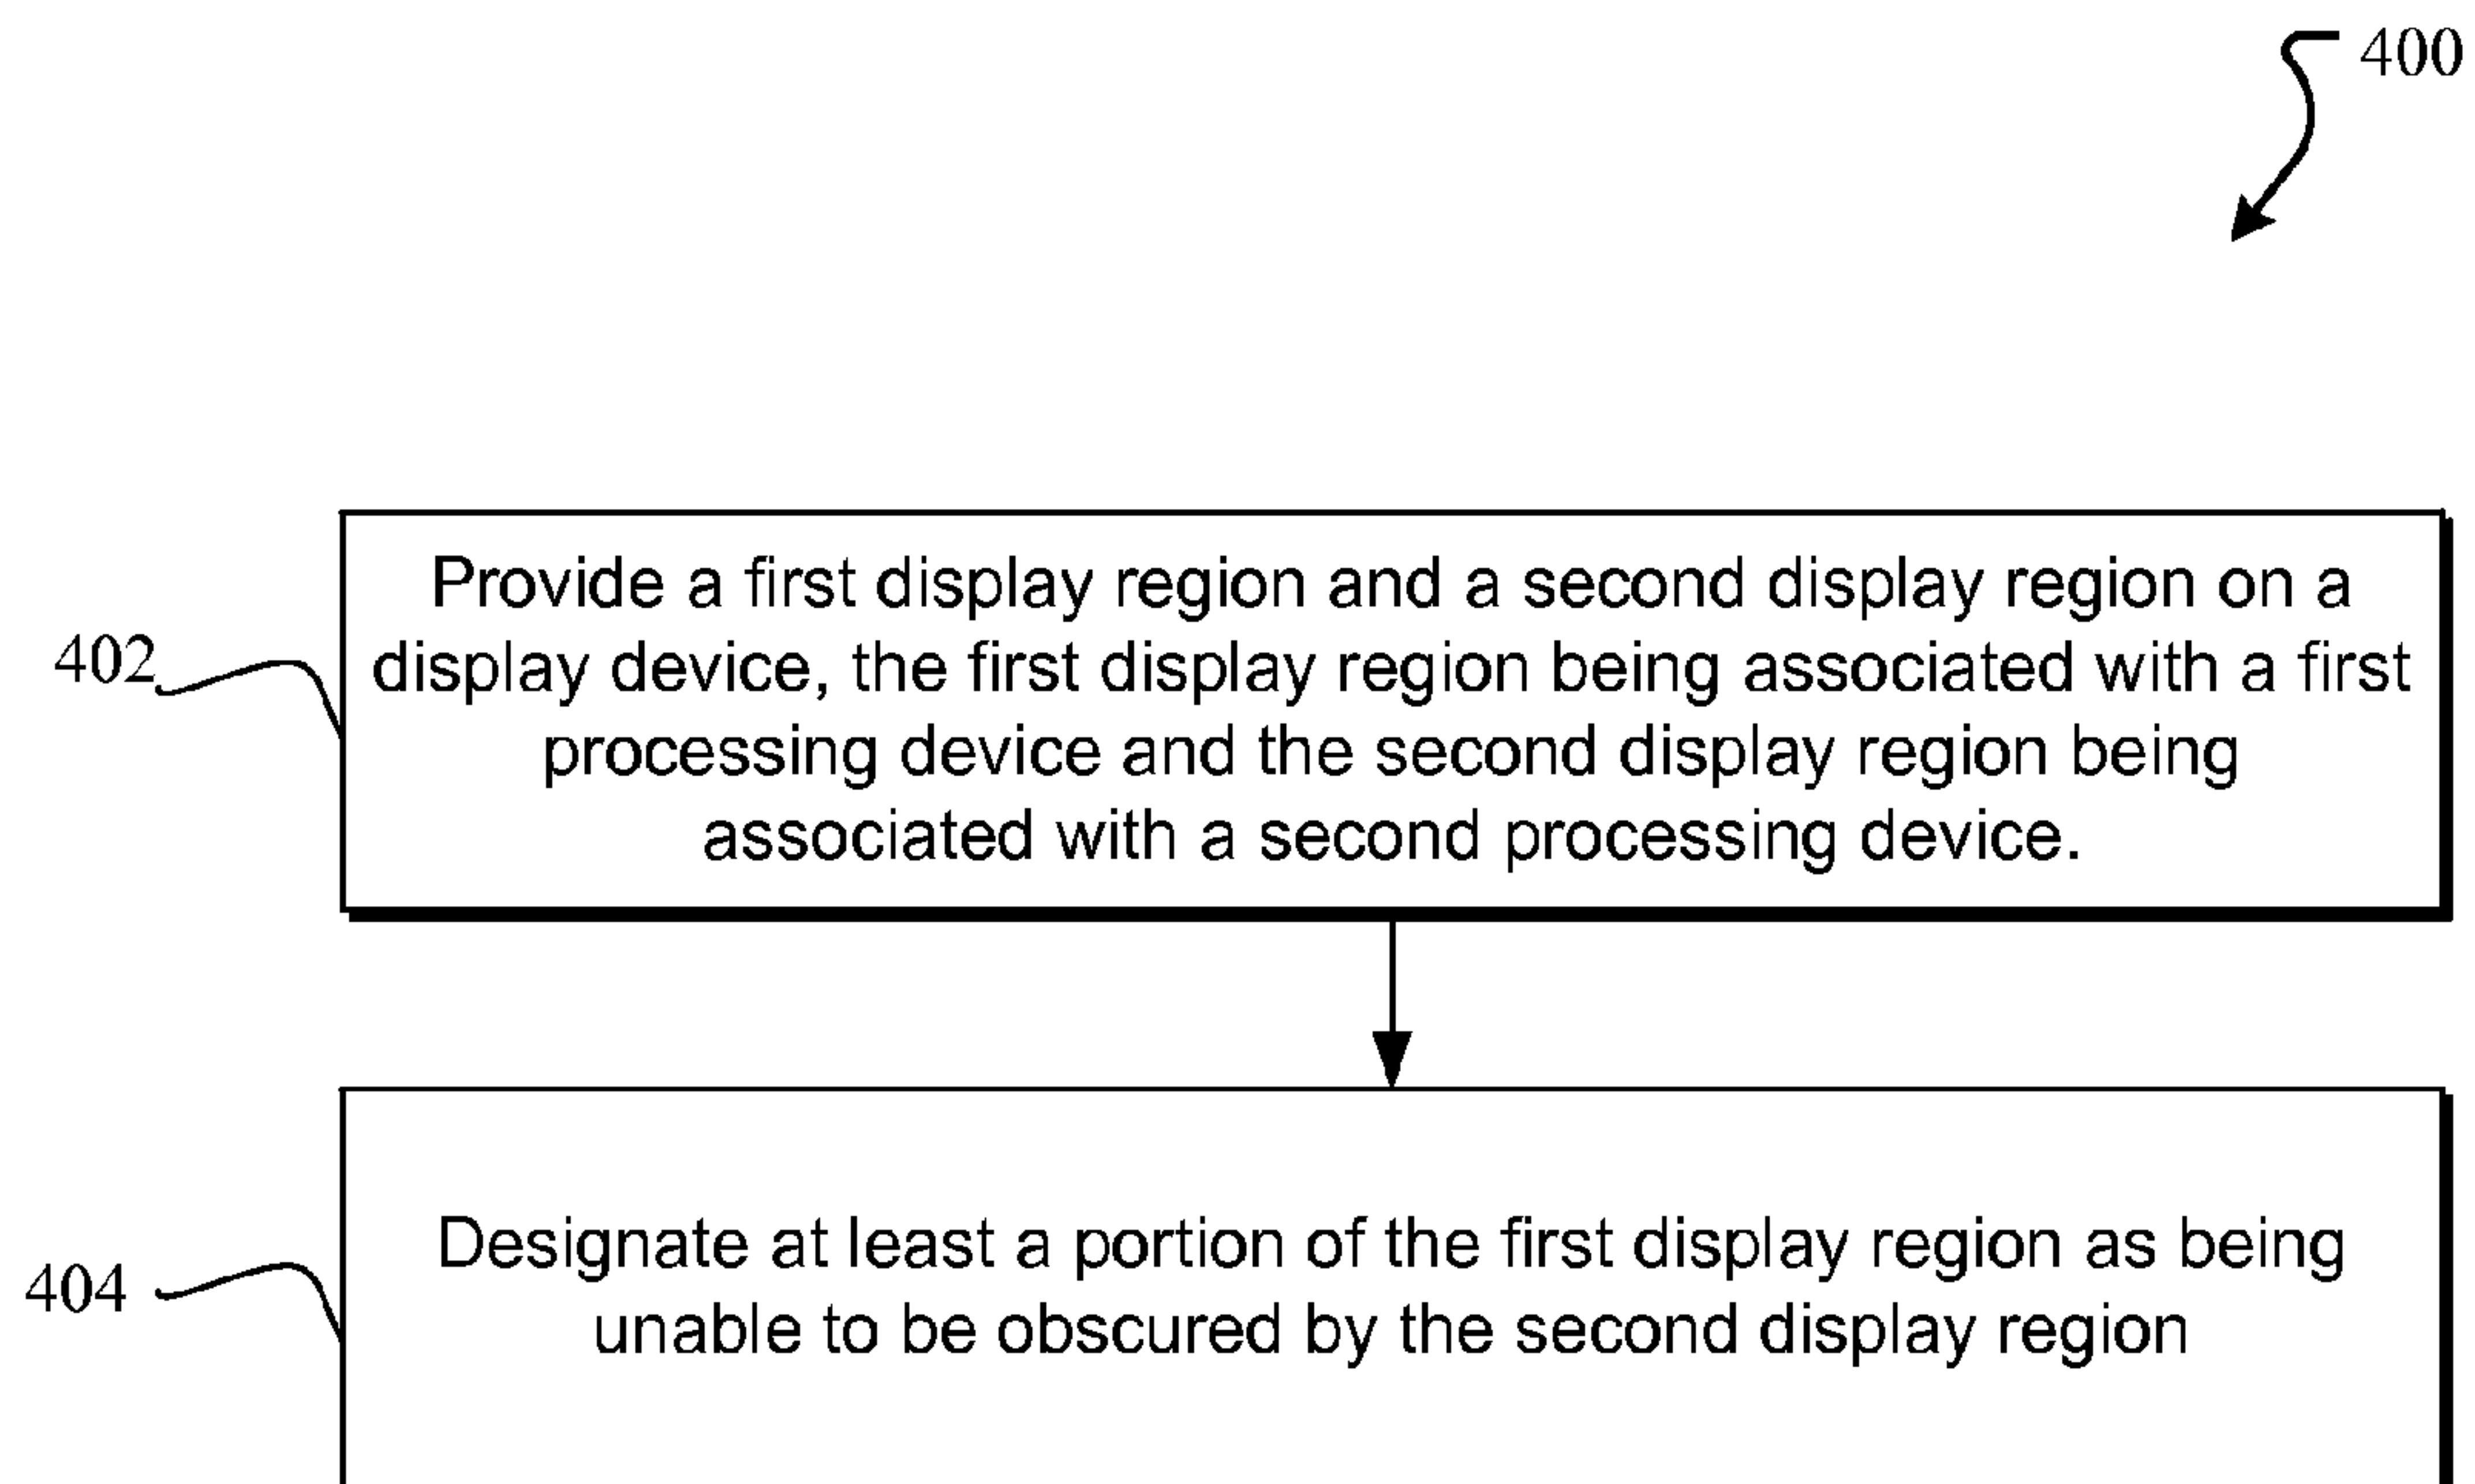 400
Provide a first display region and a second display region on a
display device, the first display region being associated with a first
processing device and the second display region being
associated with a second processing device.
402
Designate at least a portion of the first display region as being
unable to be obscured by the second display region
404